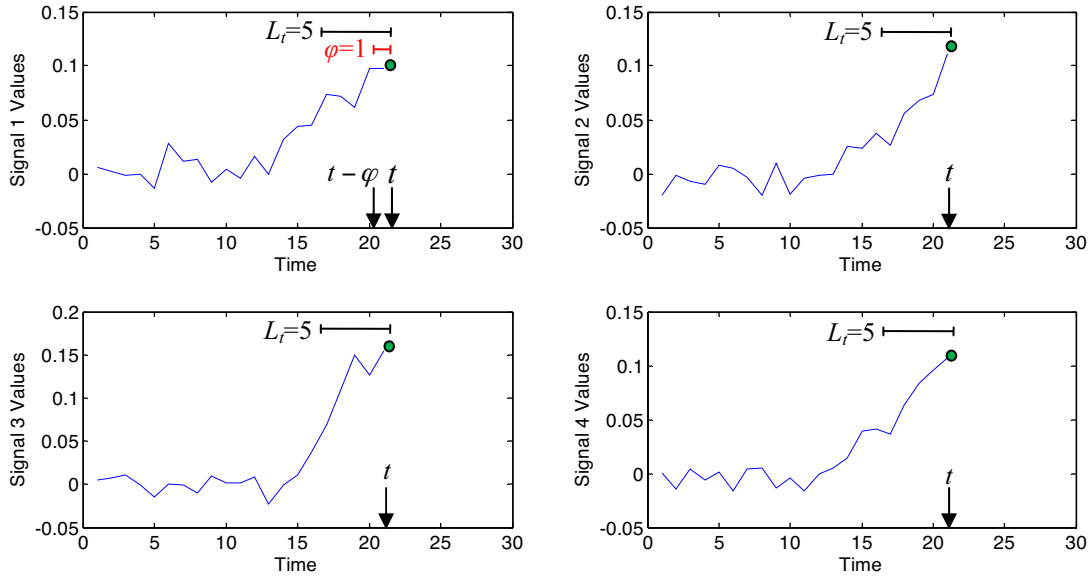 Signal 1 Values
0.15
0.1
0.05
0
-0.05
L_t=5
φ=1
t − φ t
0 5 10 15 20 25 30
Time
Signal 2 Values
0.15
0.1
0.05
0
-0.05
L_t=5
t
0 5 10 15 20 25 30
Time
Signal 3 Values
0.2
0.15
0.1
0.05
0
-0.05
L_t=5
t
0 5 10 15 20 25 30
Time
Signal 4 Values
0.15
0.1
0.05
0
-0.05
L_t=5
t
0 5 10 15 20 25 30
Time